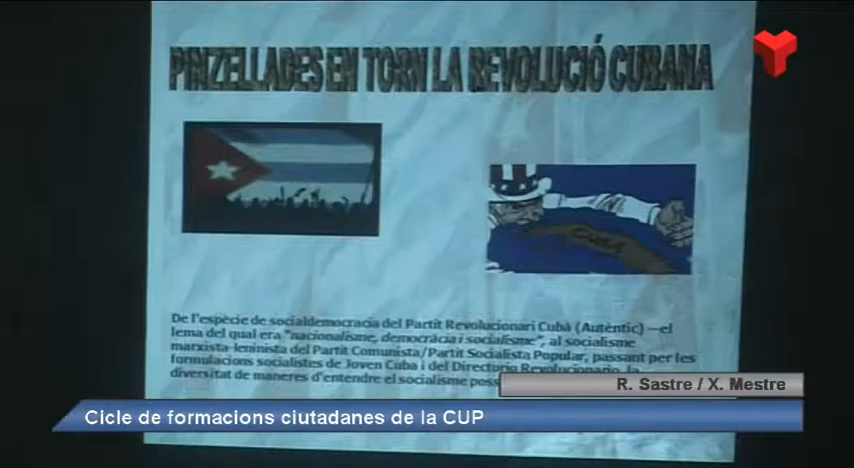 PINZELLADES EN TORN LA REVOLUCIÓ CUBANA
CUBA
De l'espècie de socialdemocracia del Partit Revolucionari Cubà (Autèntic) —el
lema del qual era "nacionalisme, democràcia i socialisme", al socialisme
marxista-leninista del Partit Comunista/Partit Socialista Popular, passant per les
formulacions socialistes de Joven Cuba i del Directorio Revolucionario, la
diversitat de maneres d'entendre el socialisme poss
R. Sastre / X. Mestre
Cicle de formacions ciutadanes de la CUP